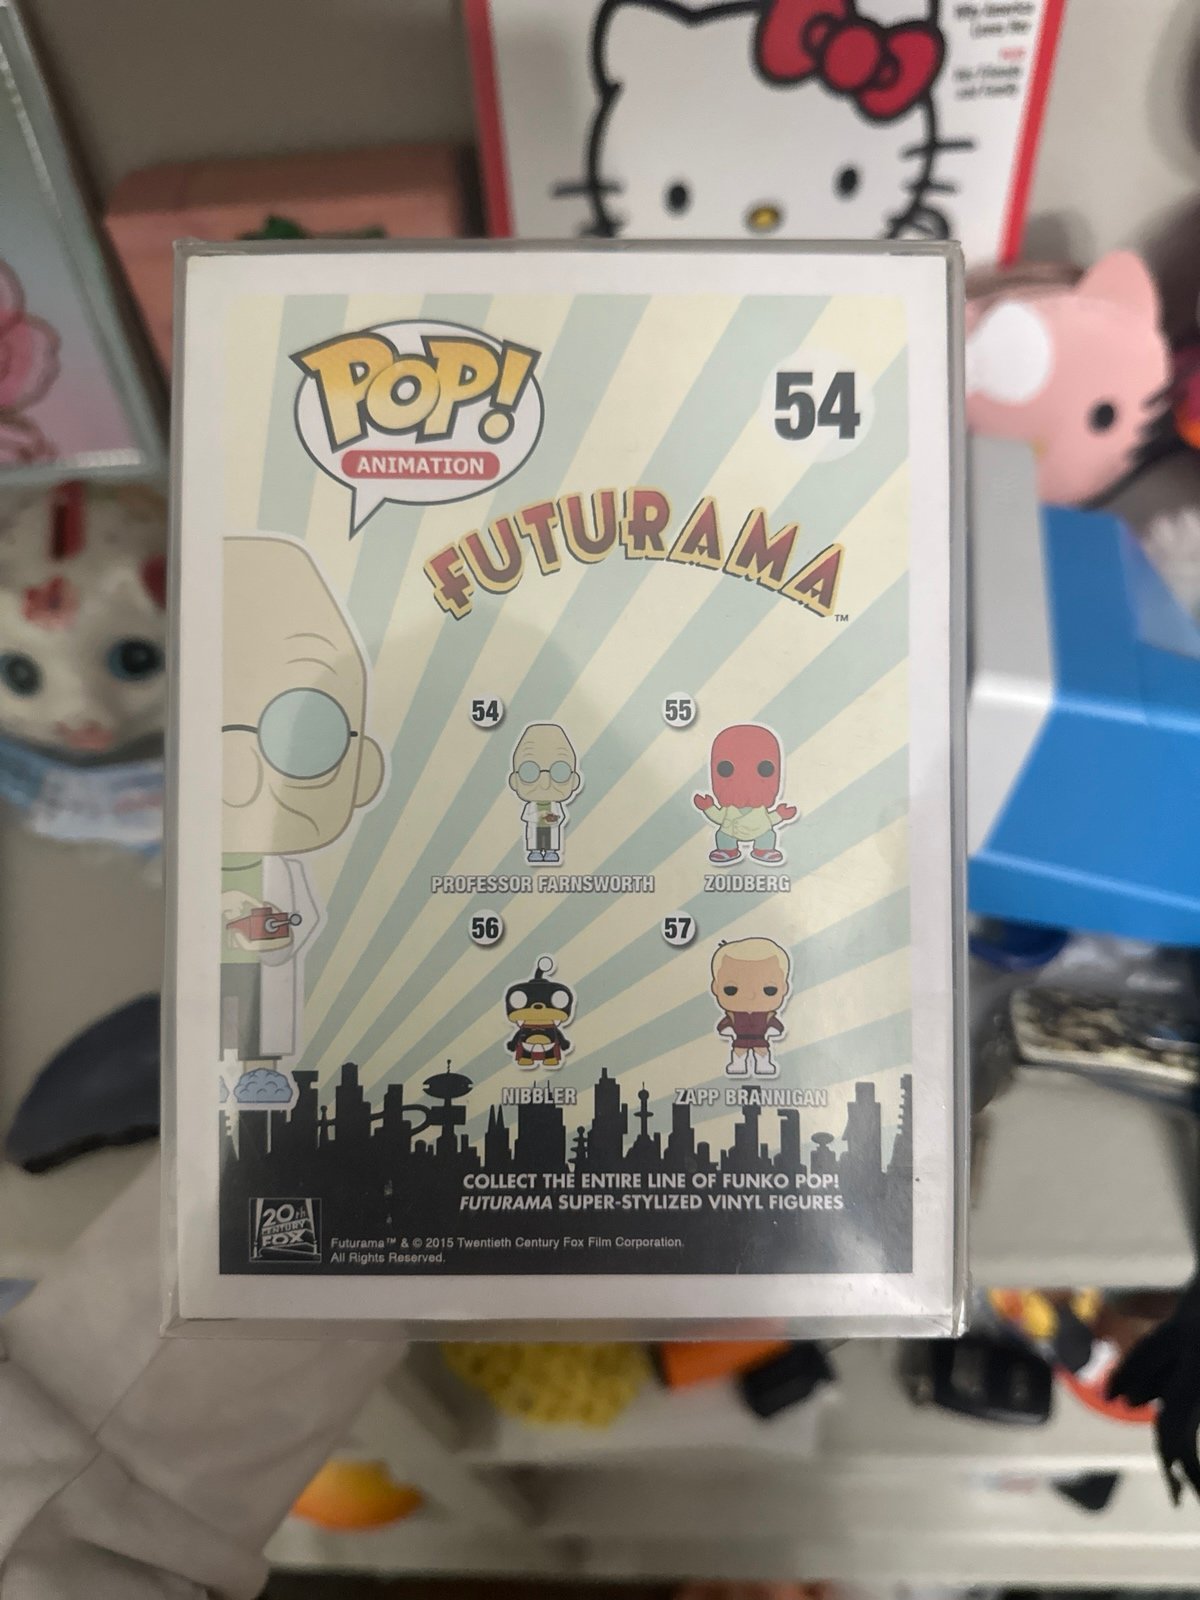 POP!
ANIMATION
54
FUTURAMA™
54
55
PROFESSOR FARNSWORTH
ZOIDBERG
56
57
NIBBLER
ZAPP BRANNIGAN
COLLECT THE ENTIRE LINE OF FUNKO POP!
FUTURAMA SUPER-STYLIZED VINYL FIGURES
20th
CENTURY
FOX
Futurama™ & © 2015 Twentieth Century Fox Film Corporation.
All Rights Reserved.